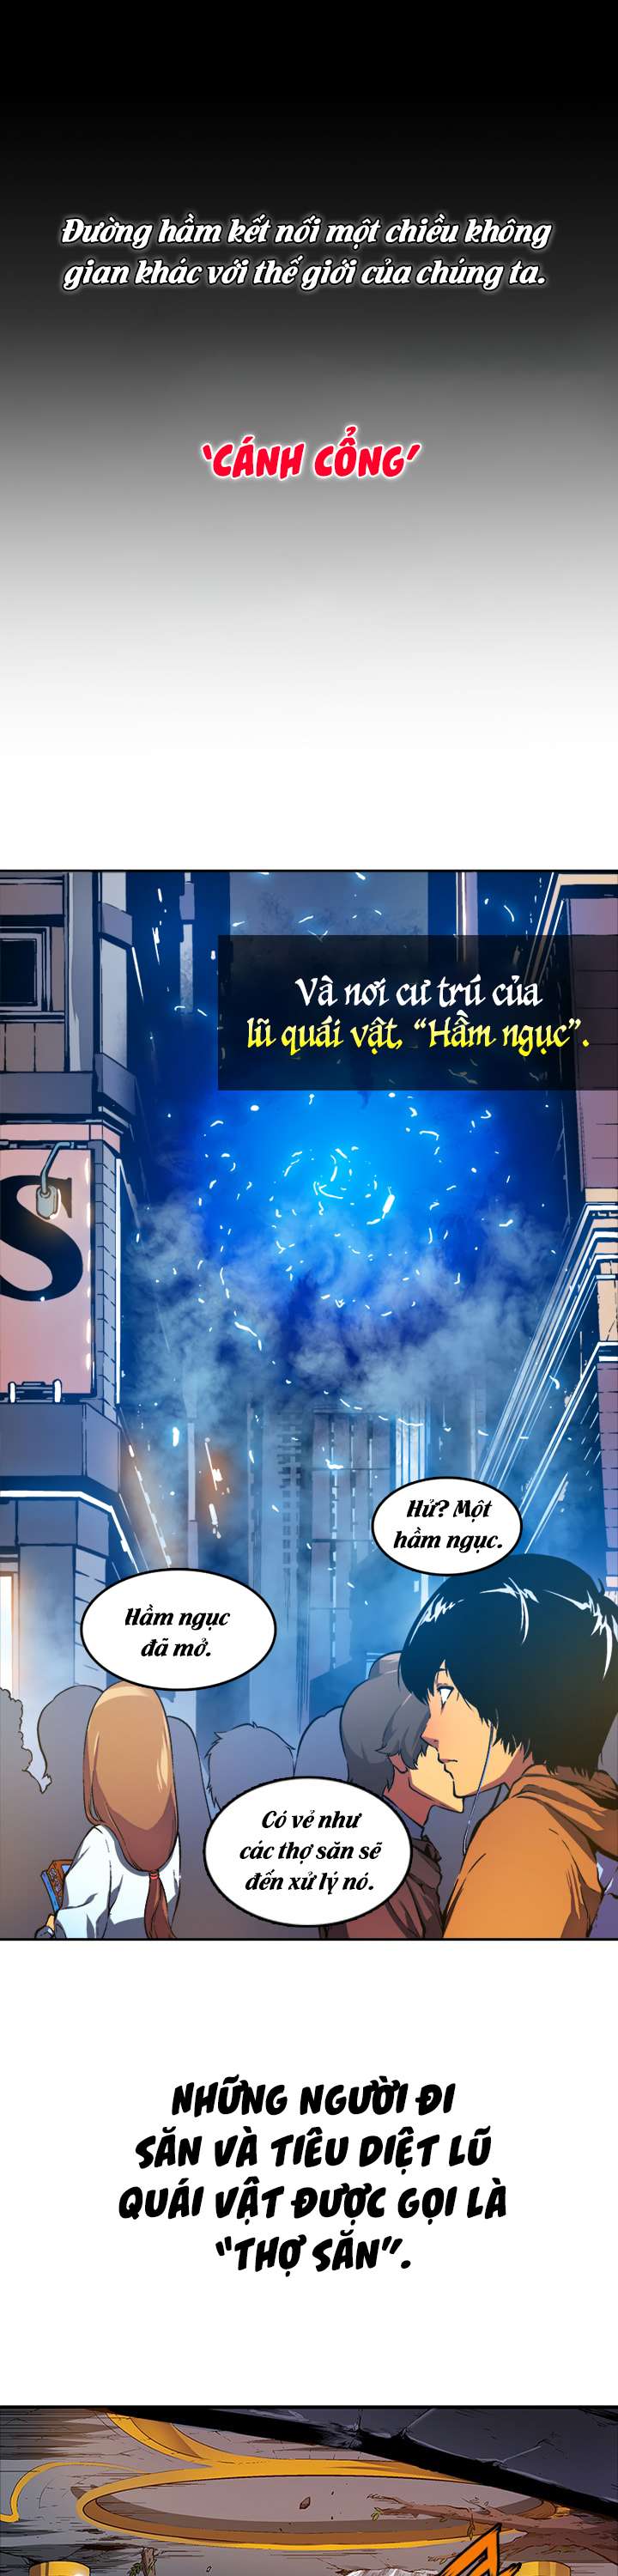 Đường hầm kết nối một chiều không
gian khác với thế giới của chúng ta.
‘CÁNH CỔNG’
Và nơi cư trú của
lũ quái vật, “Hầm ngục”.
S
Hử? Một
hầm ngục.
Hầm ngục
đã mở.
Có vẻ như
các thợ săn sẽ
đến xử lý nó.
NHỮNG NGƯỜI ĐI
SĂN VÀ TIÊU DIỆT LŨ
QUÁI VẬT ĐƯỢC GỌI LÀ
“THỢ SĂN”.